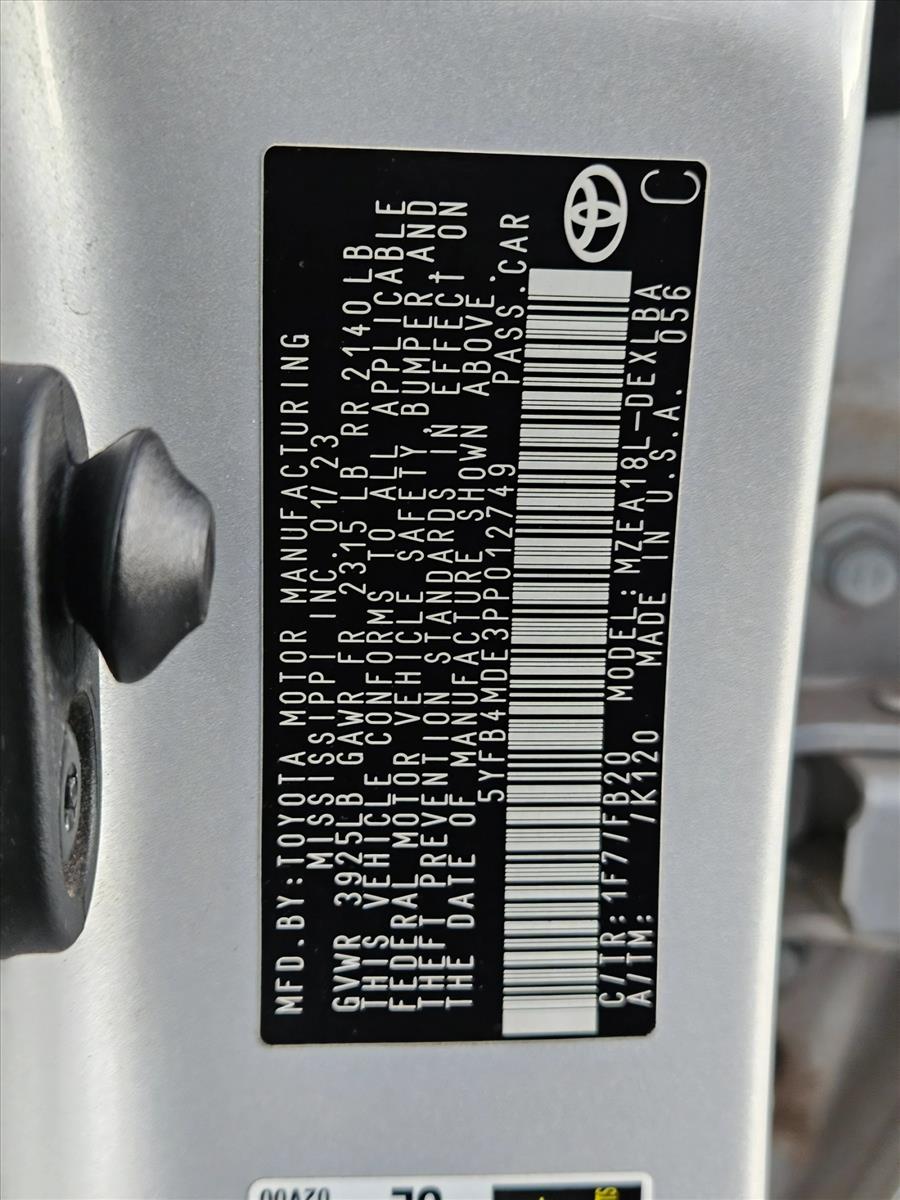 MFD.BY:TOYOTA MOTOR MANUFACTURING
MISSISSIPPI INC. 01/23
GVWR 3925LB GAWR FR 2315 LB RR 2140LB
THIS VEHICLE CONFORMS TO ALL APPLICABLE
FEDERAL MOTOR VEHICLE SAFETY, BUMPER, AND
THEFT PREVENTION STANDARDS IN EFFECT ON
THE DATE OF MANUFACTURE SHOWN ABOVE.
5YFB4MDE3PP012749 PASS.CAR
C/TR: 1F7/FB20 MODEL: MZEA18L-DEXLBA
A/TM: /K120 MADE IN U.S.A. 056
C
02V00